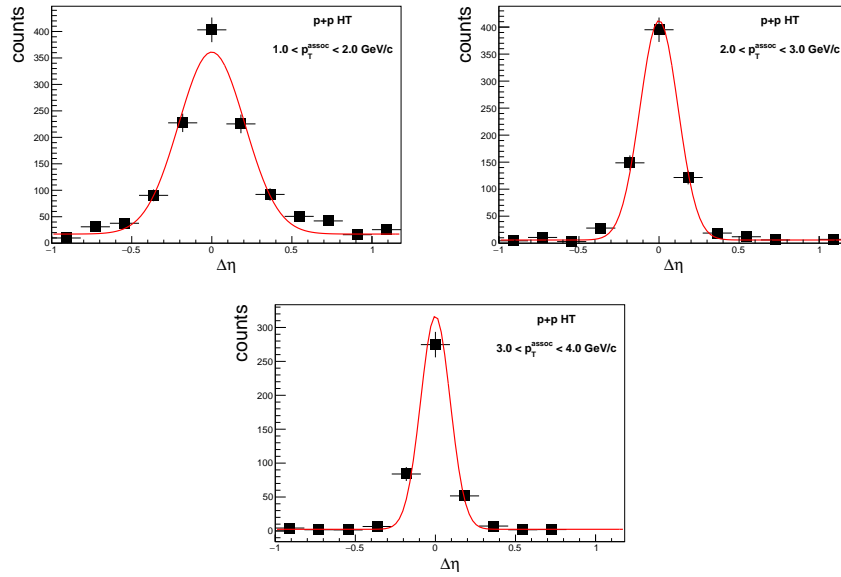 counts
p+p HT
1.0 < p_T^assoc < 2.0 GeV/c
400
350
300
250
200
150
100
50
0
−1 −0.5 0 0.5 1
Δη
counts
p+p HT
2.0 < p_T^assoc < 3.0 GeV/c
400
350
300
250
200
150
100
50
0
−1 −0.5 0 0.5 1
Δη
counts
p+p HT
3.0 < p_T^assoc < 4.0 GeV/c
300
250
200
150
100
50
0
−1 −0.5 0 0.5 1
Δη